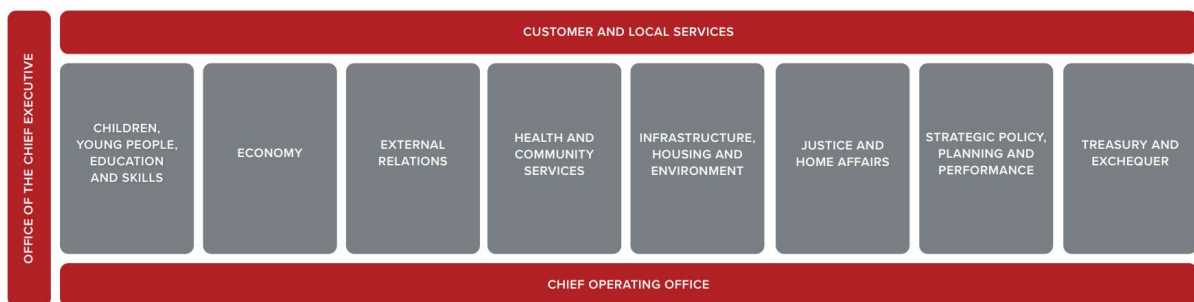 OFFICE OF THE CHIEF EXECUTIVE
CUSTOMER AND LOCAL SERVICES
CHILDREN,
YOUNG PEOPLE,
EDUCATION
AND SKILLS
ECONOMY
EXTERNAL
RELATIONS
HEALTH AND
COMMUNITY
SERVICES
INFRASTRUCTURE,
HOUSING AND
ENVIRONMENT
JUSTICE AND
HOME AFFAIRS
STRATEGIC POLICY,
PLANNING AND
PERFORMANCE
TREASURY AND
EXCHEQUER
CHIEF OPERATING OFFICE